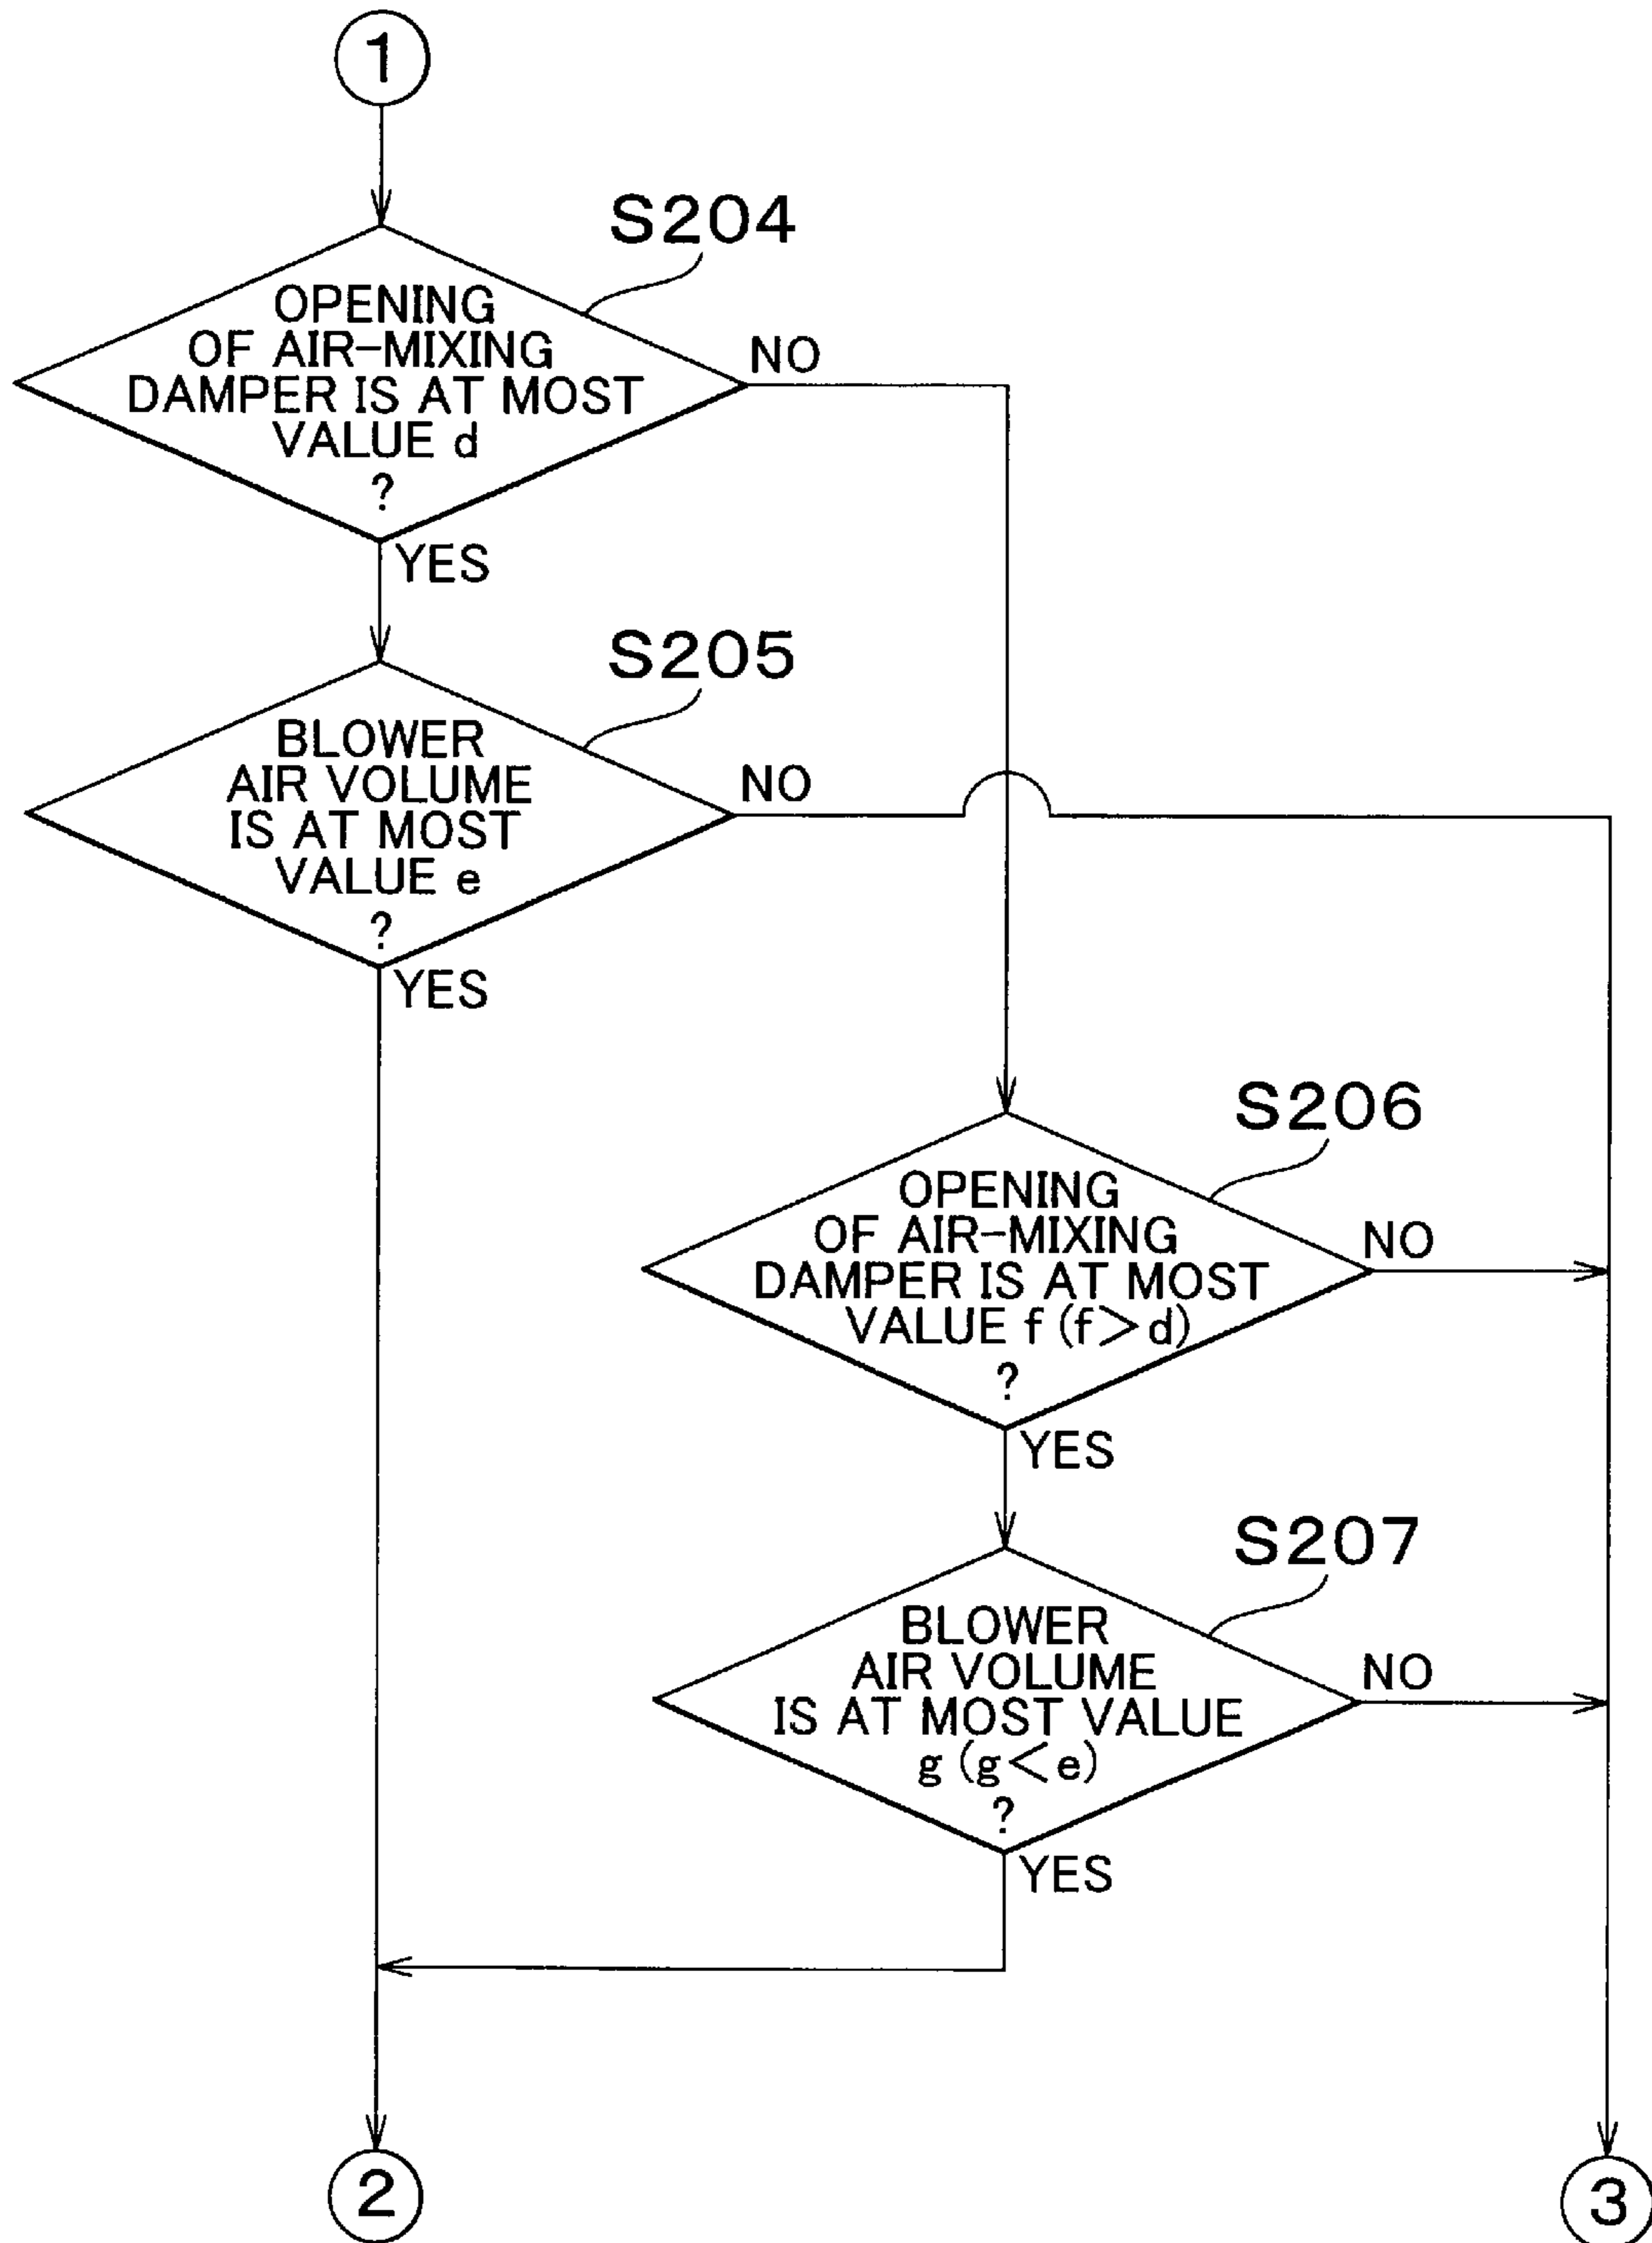 1
S204
OPENING
OF AIR-MIXING
DAMPER IS AT MOST
VALUE d
?
NO
YES
S205
BLOWER
AIR VOLUME
IS AT MOST
VALUE e
?
NO
YES
S206
OPENING
OF AIR-MIXING
DAMPER IS AT MOST
VALUE f (f>d)
?
NO
YES
S207
BLOWER
AIR VOLUME
IS AT MOST VALUE
g (g<e)
?
NO
YES
2
3